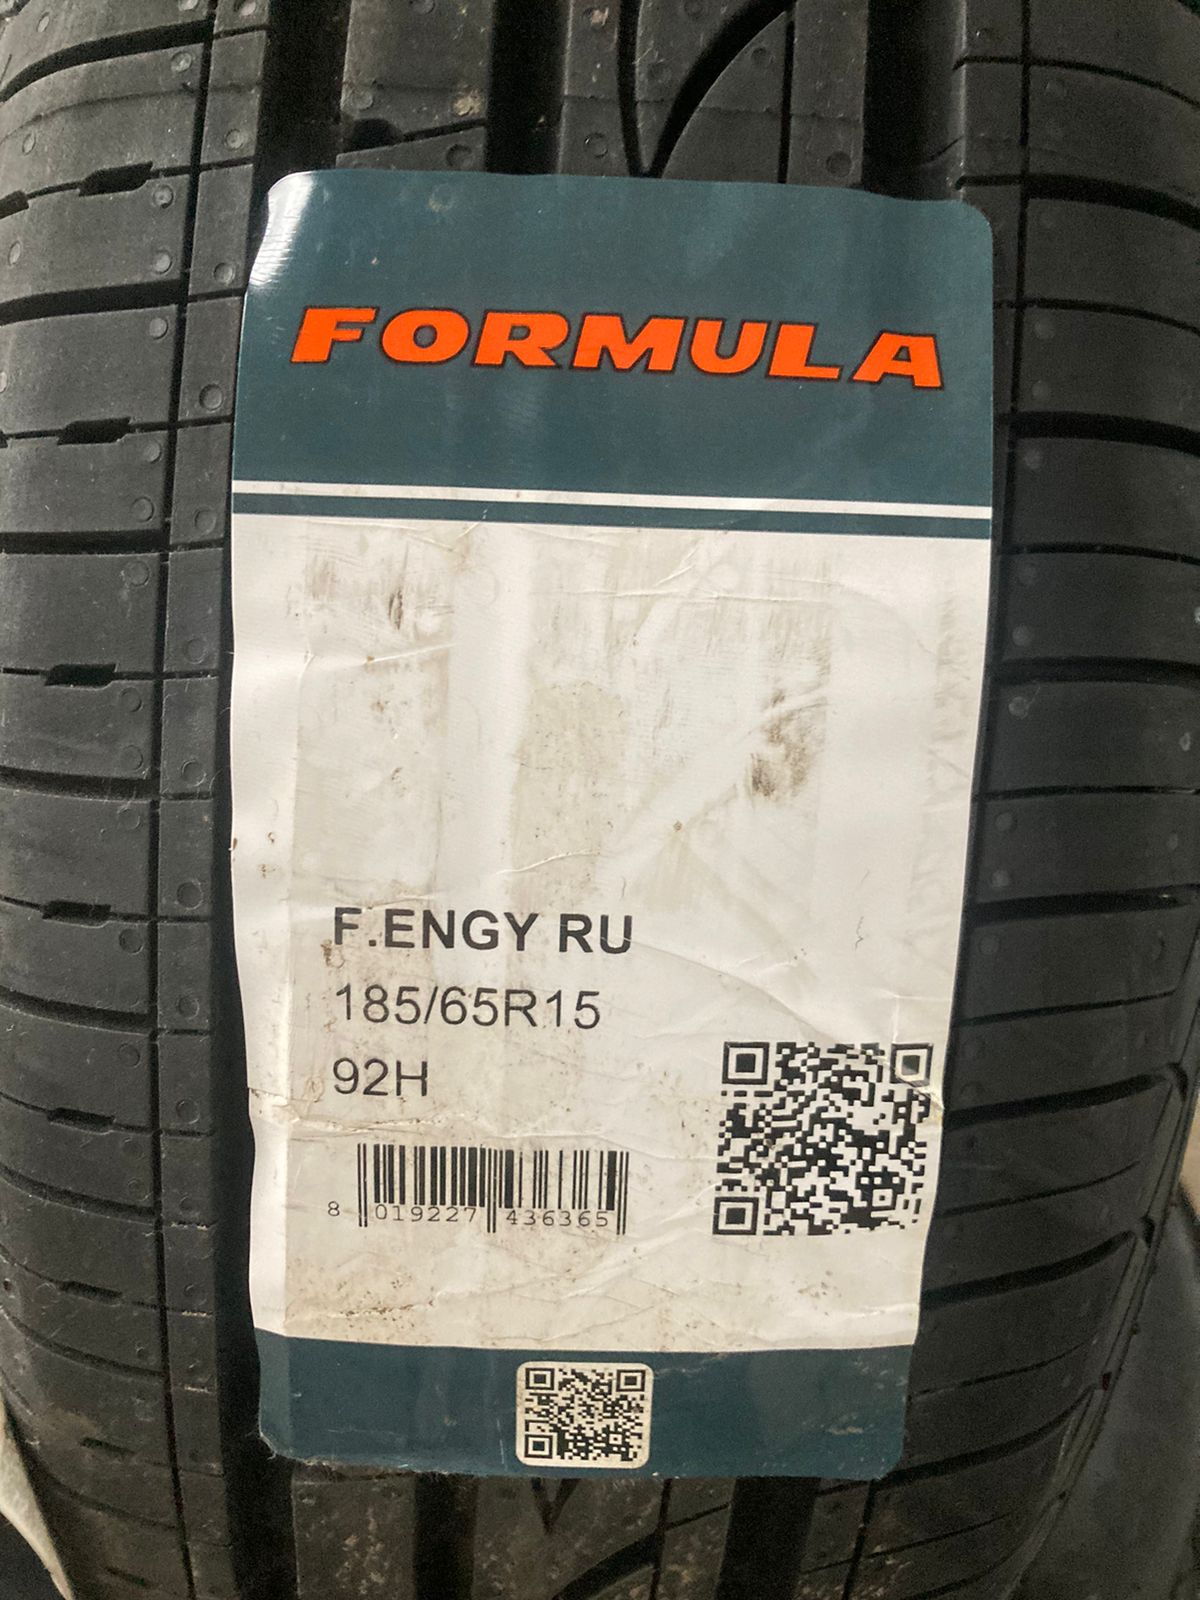 FORMULA
F.ENGY RU
185/65R15
92H
8 019227 436365